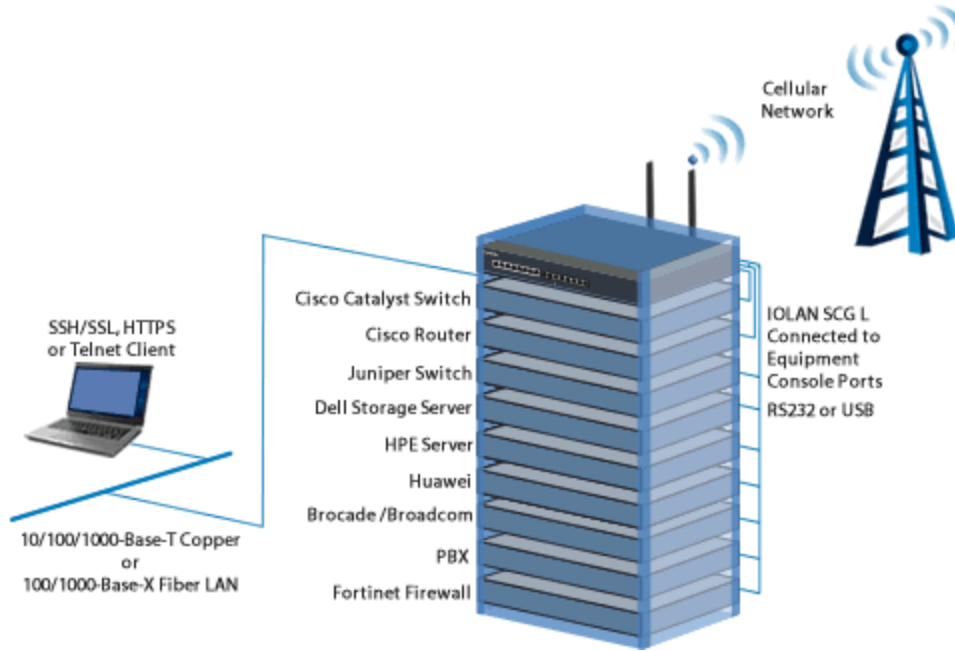 Cellular
Network
Cisco Catalyst Switch
Cisco Router
Juniper Switch
Dell Storage Server
HPE Server
Huawei
Brocade /Broadcom
PBX
Fortinet Firewall
SSH/SSL, HTTPS
or Telnet Client
10/100/1000-Base-T Copper
or
100/1000-Base-X Fiber LAN
IOLAN SCG L
Connected to
Equipment
Console Ports
RS232 or USB